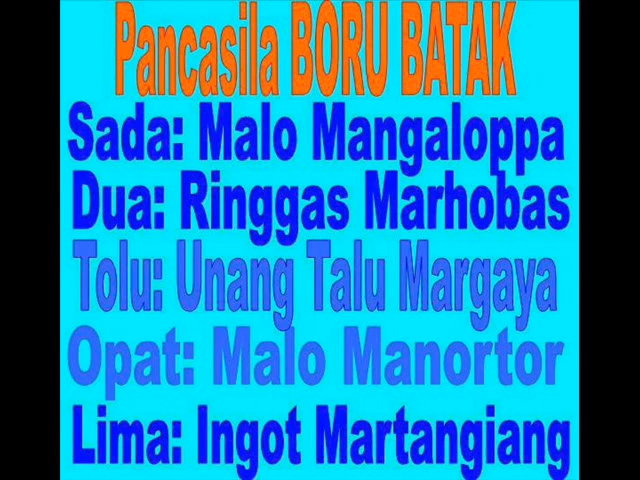 Pancasila BORU BATAK
Sada: Malo Mangaloppa
Dua: Ringgas Marhobas
Tolu: Unang Talu Margaya
Opat: Malo Manortor
Lima: Ingot Martangiang